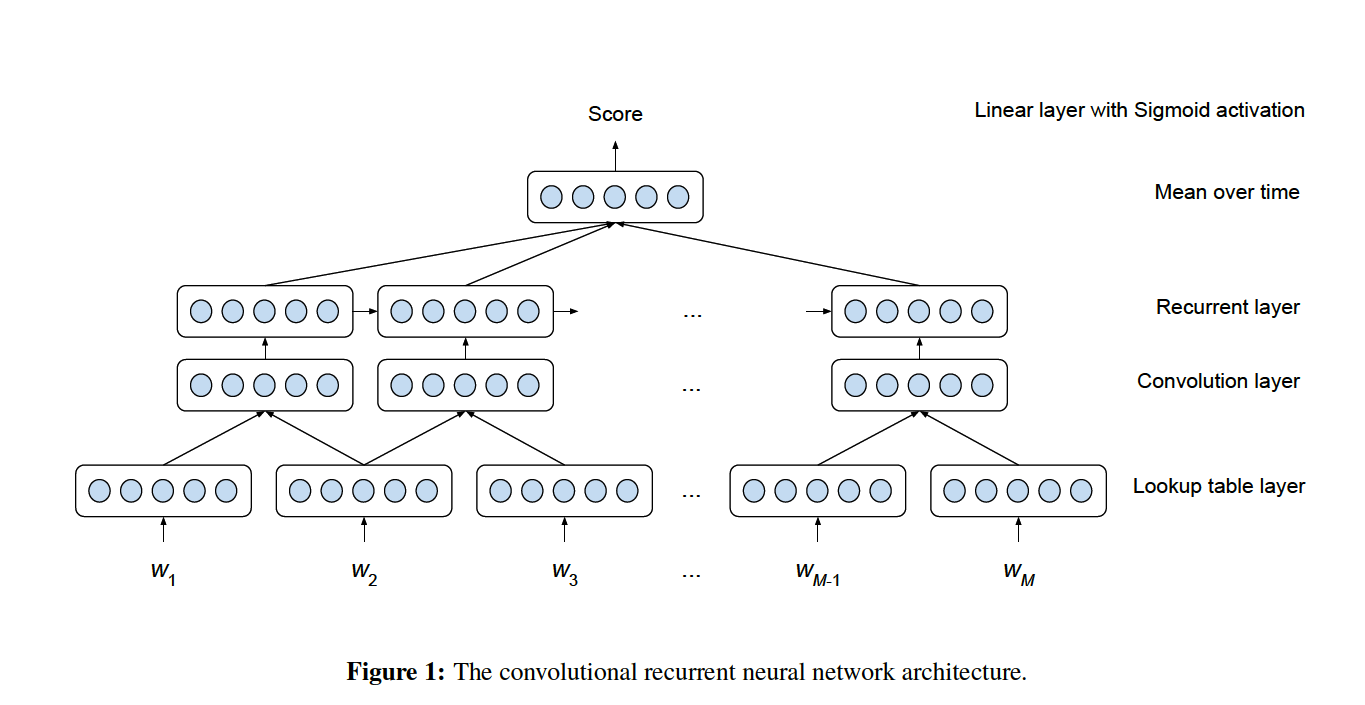 Score
Linear layer with Sigmoid activation
Mean over time
Recurrent layer
...
Convolution layer
...
Lookup table layer
...
w1 w2 w3 ... wM-1 wM
Figure 1: The convolutional recurrent neural network architecture.